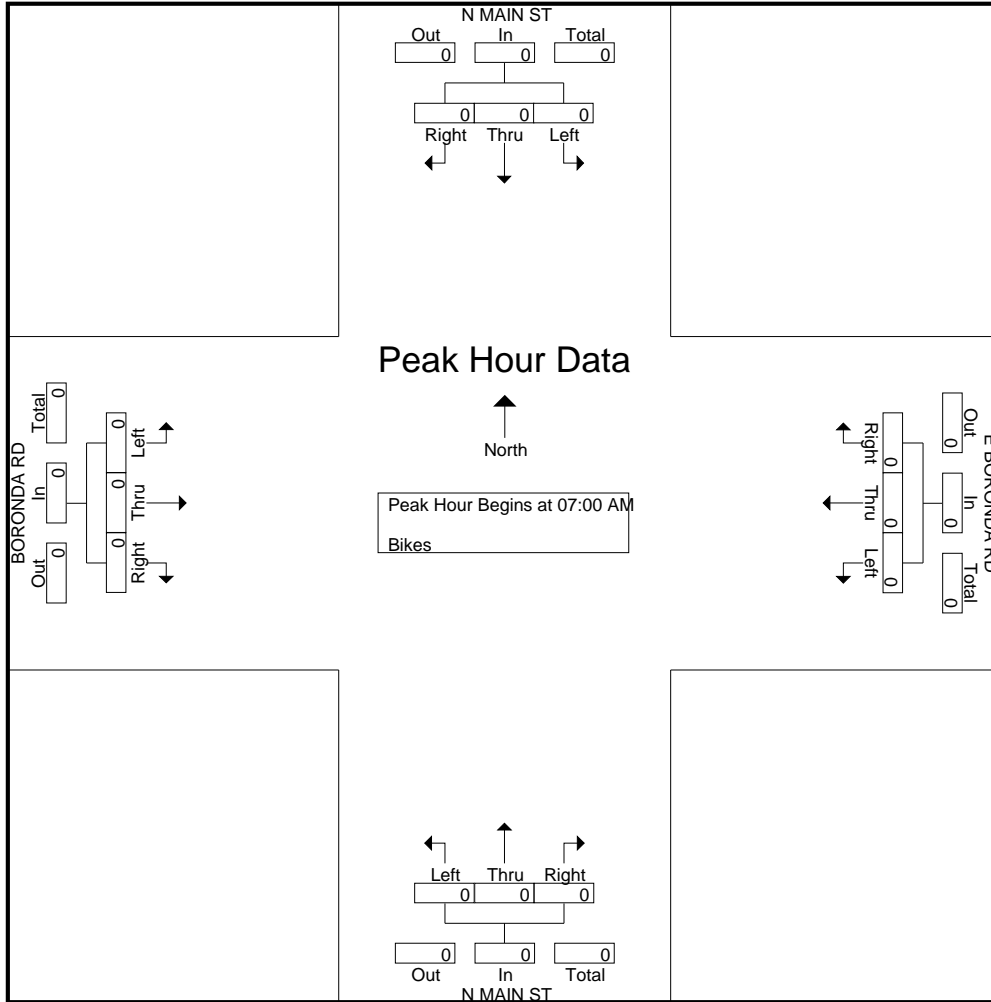 N MAIN ST
Out In Total
0 0 0
0 0 0
Right Thru Left
Peak Hour Data
North
Peak Hour Begins at 07:00 AM
Bikes
BORONDA RD
Total In Out
0 0 0
0 0 0
Left Thru Right
E BORONDA RD
Out In Total
0 0 0
0 0 0
Right Thru Left
Left Thru Right
0 0 0
0 0 0
Out In Total
N MAIN ST